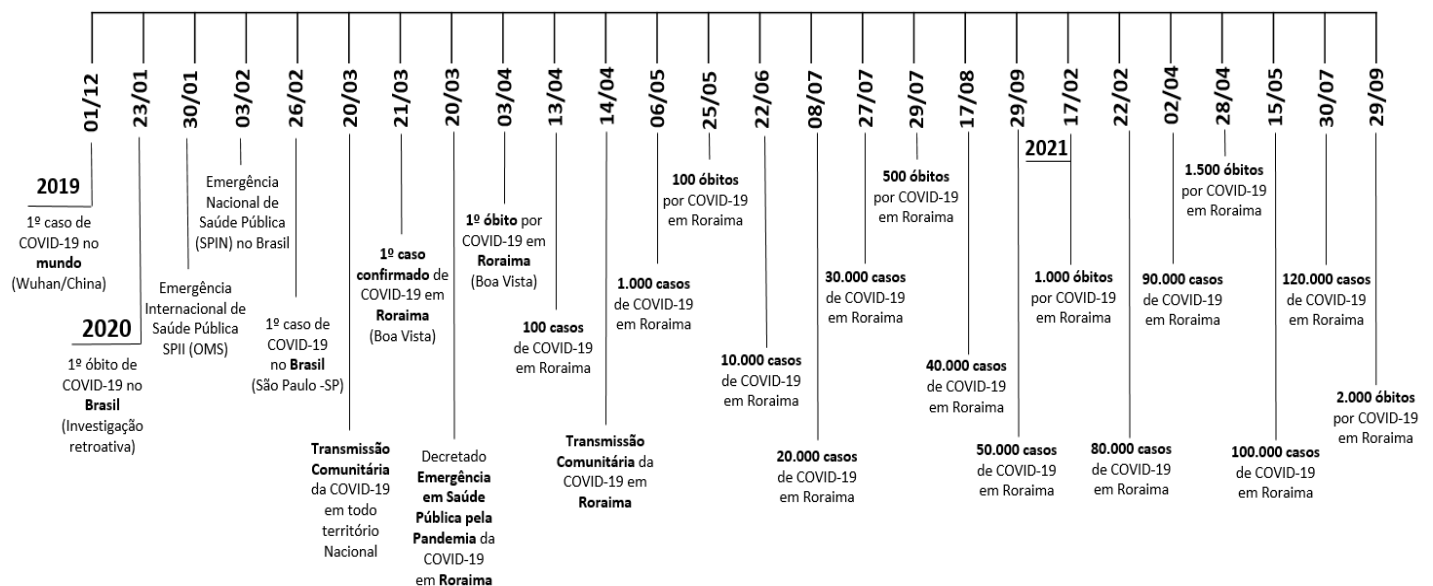 01/12
23/01
30/01
03/02
26/02
20/03
21/03
20/03
03/04
13/04
14/04
06/05
25/05
22/06
08/07
27/07
29/07
17/08
29/09
17/02
22/02
02/04
28/04
15/05
30/07
29/09
2019
1º caso de
COVID-19 no
mundo
(Wuhan/China)
2020
1º óbito de
COVID-19 no
Brasil
(Investigação
retroativa)
Emergência
Internacional de
Saúde Pública
SPII (OMS)
Emergência
Nacional de
Saúde Pública
(SPIN) no Brasil
1º caso de
COVID-19
no Brasil
(São Paulo -SP)
Transmissão
Comunitária
da COVID-19
em todo
território
Nacional
1º caso
confirmado de
COVID-19 em
Roraima
(Boa Vista)
Decretado
Emergência
em Saúde
Pública pela
Pandemia da
COVID-19
em Roraima
1º óbito por
COVID-19 em
Roraima
(Boa Vista)
100 casos
de COVID-19
em Roraima
Transmissão
Comunitária da
COVID-19 em
Roraima
1.000 casos
de COVID-19
em Roraima
100 óbitos
por COVID-19
em Roraima
10.000 casos
de COVID-19
em Roraima
20.000 casos
de COVID-19
em Roraima
30.000 casos
de COVID-19
em Roraima
500 óbitos
por COVID-19
em Roraima
40.000 casos
de COVID-19
em Roraima
50.000 casos
de COVID-19
em Roraima
2021
1.000 óbitos
por COVID-19
em Roraima
80.000 casos
de COVID-19
em Roraima
90.000 casos
de COVID-19
em Roraima
1.500 óbitos
por COVID-19
em Roraima
100.000 casos
de COVID-19
em Roraima
120.000 casos
de COVID-19
em Roraima
2.000 óbitos
por COVID-19
em Roraima